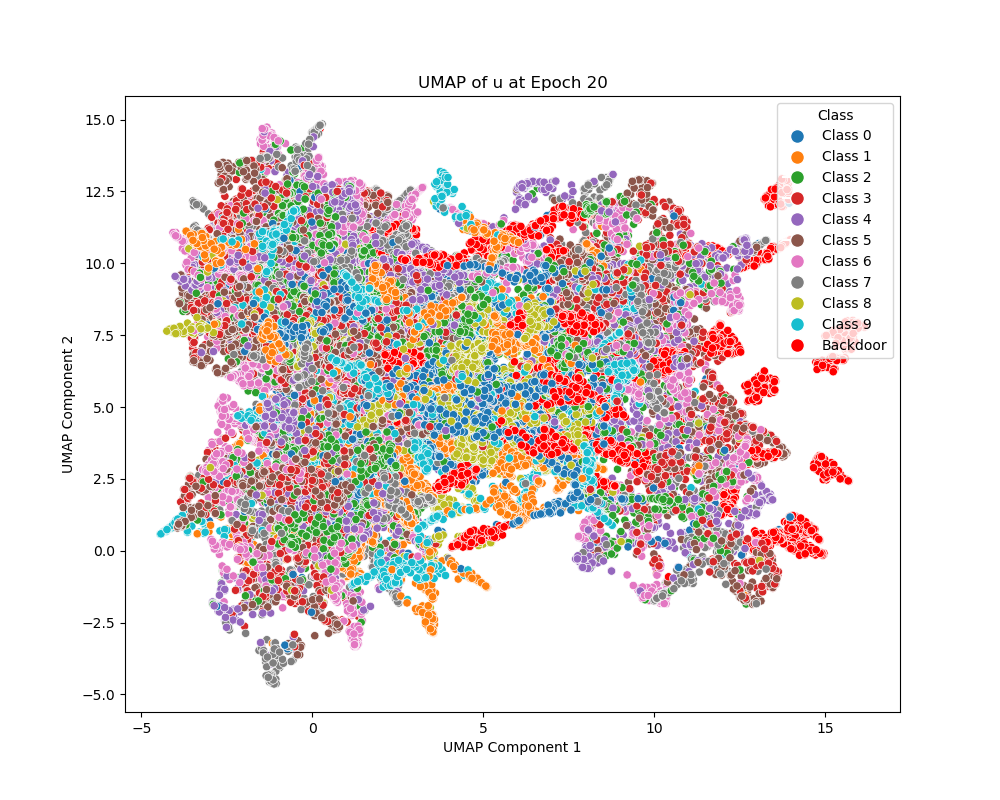 UMAP of u at Epoch 20
Class
Class 0
Class 1
Class 2
Class 3
Class 4
Class 5
Class 6
Class 7
Class 8
Class 9
Backdoor
15.0
12.5
10.0
7.5
5.0
2.5
0.0
−2.5
−5.0
UMAP Component 2
−5
0
5
10
15
UMAP Component 1